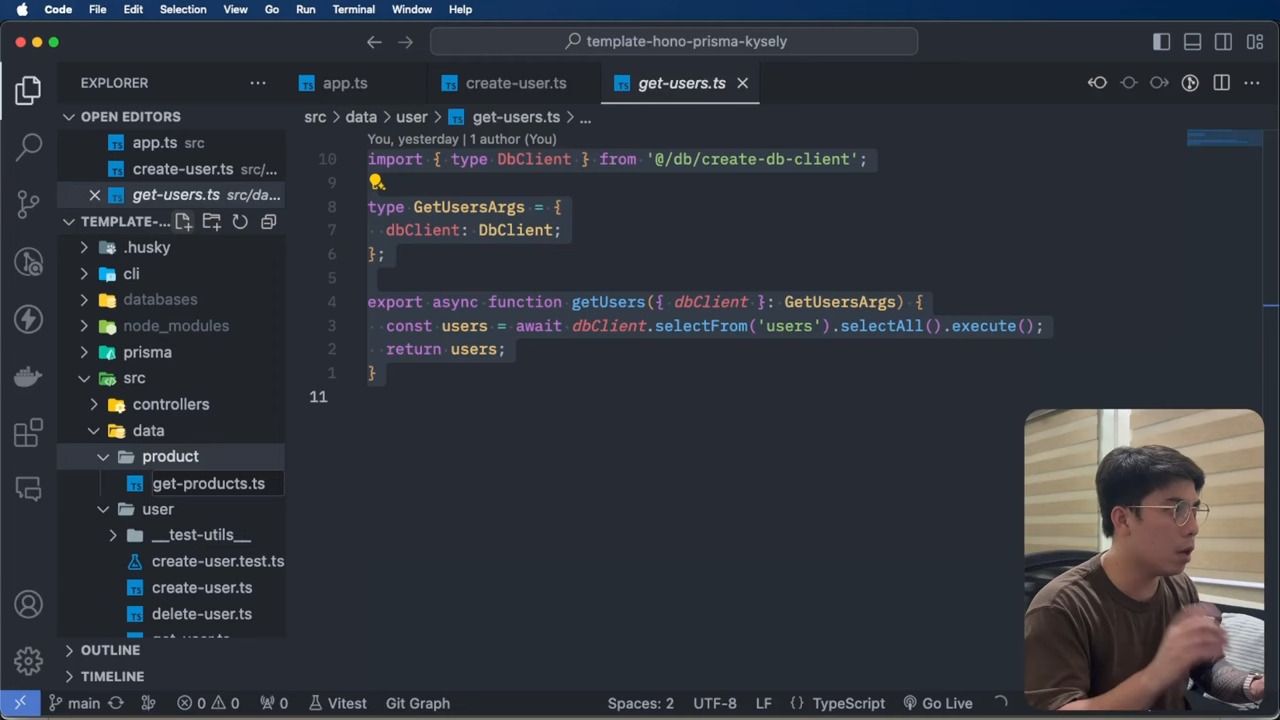 Code File Edit Selection View Go Run Terminal Window Help
template-hono-prisma-kysely
EXPLORER
app.ts
create-user.ts
get-users.ts
OPEN EDITORS
app.ts src
create-user.ts src/...
get-users.ts src/da...
TEMPLATE-...
.husky
cli
databases
node_modules
prisma
src
controllers
data
product
get-products.ts
user
__test-utils__
create-user.test.ts
create-user.ts
delete-user.ts
OUTLINE
TIMELINE
src data user get-users.ts ...
You, yesterday | 1 author (You)
10 import { type DbClient } from '@/db/create-db-client';
9
8 type GetUsersArgs = {
7 dbClient: DbClient;
6 };
5
4 export async function getUsers({ dbClient }: GetUsersArgs) {
3 const users = await dbClient.selectFrom('users').selectAll().execute();
2 return users;
1 }
11
main 0 0 0 Vitest Git Graph Spaces: 2 UTF-8 LF {} TypeScript Go Live